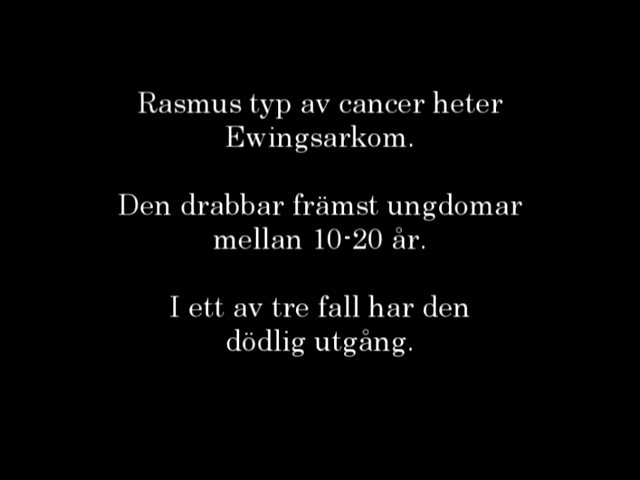 Rasmus typ av cancer heter
Ewingsarkom.
Den drabbar främst ungdomar
mellan 10-20 år.
I ett av tre fall har den
dödlig utgång.